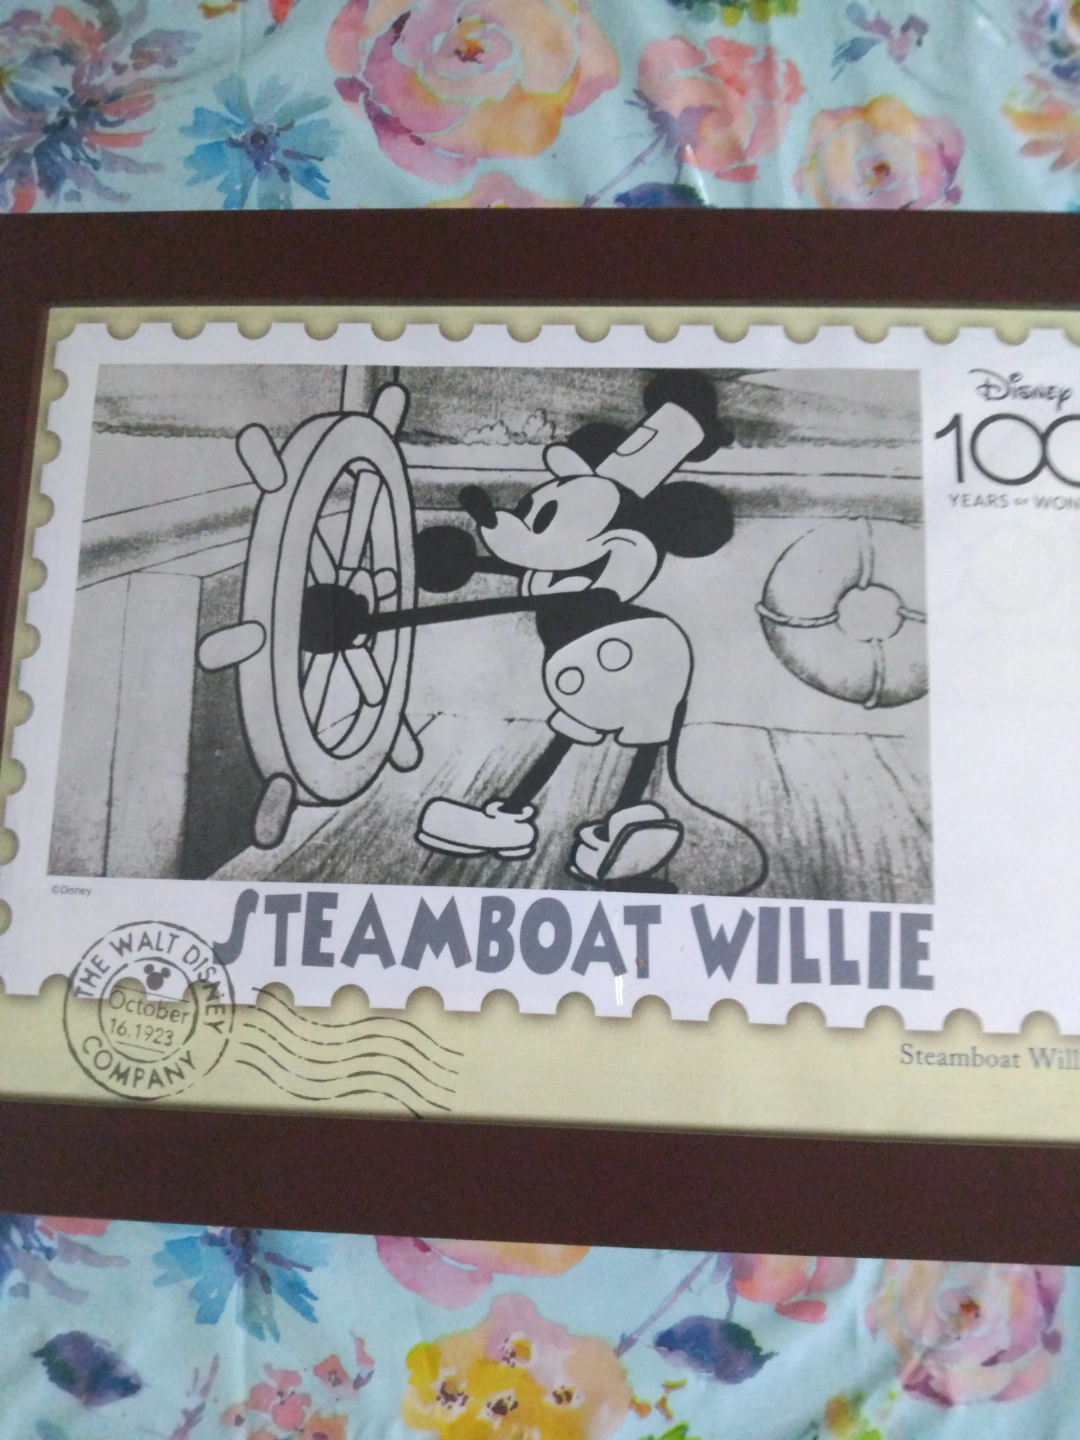 Disney
100
YEARS OF WON
©Disney
STEAMBOAT WILLIE
THE WALT DISNEY
October
16.1923
COMPANY
Steamboat Will